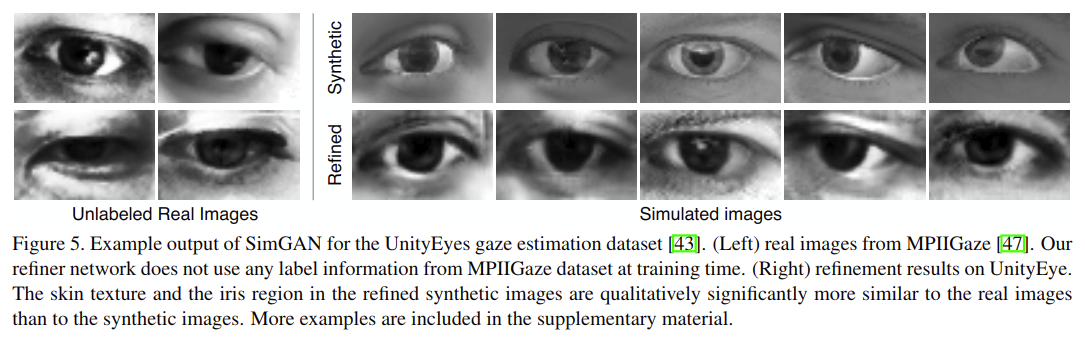 Synthetic
Refined
Unlabeled Real Images
Simulated images
Figure 5. Example output of SimGAN for the UnityEyes gaze estimation dataset [43]. (Left) real images from MPIIGaze [47]. Our
refiner network does not use any label information from MPIIGaze dataset at training time. (Right) refinement results on UnityEye.
The skin texture and the iris region in the refined synthetic images are qualitatively significantly more similar to the real images
than to the synthetic images. More examples are included in the supplementary material.